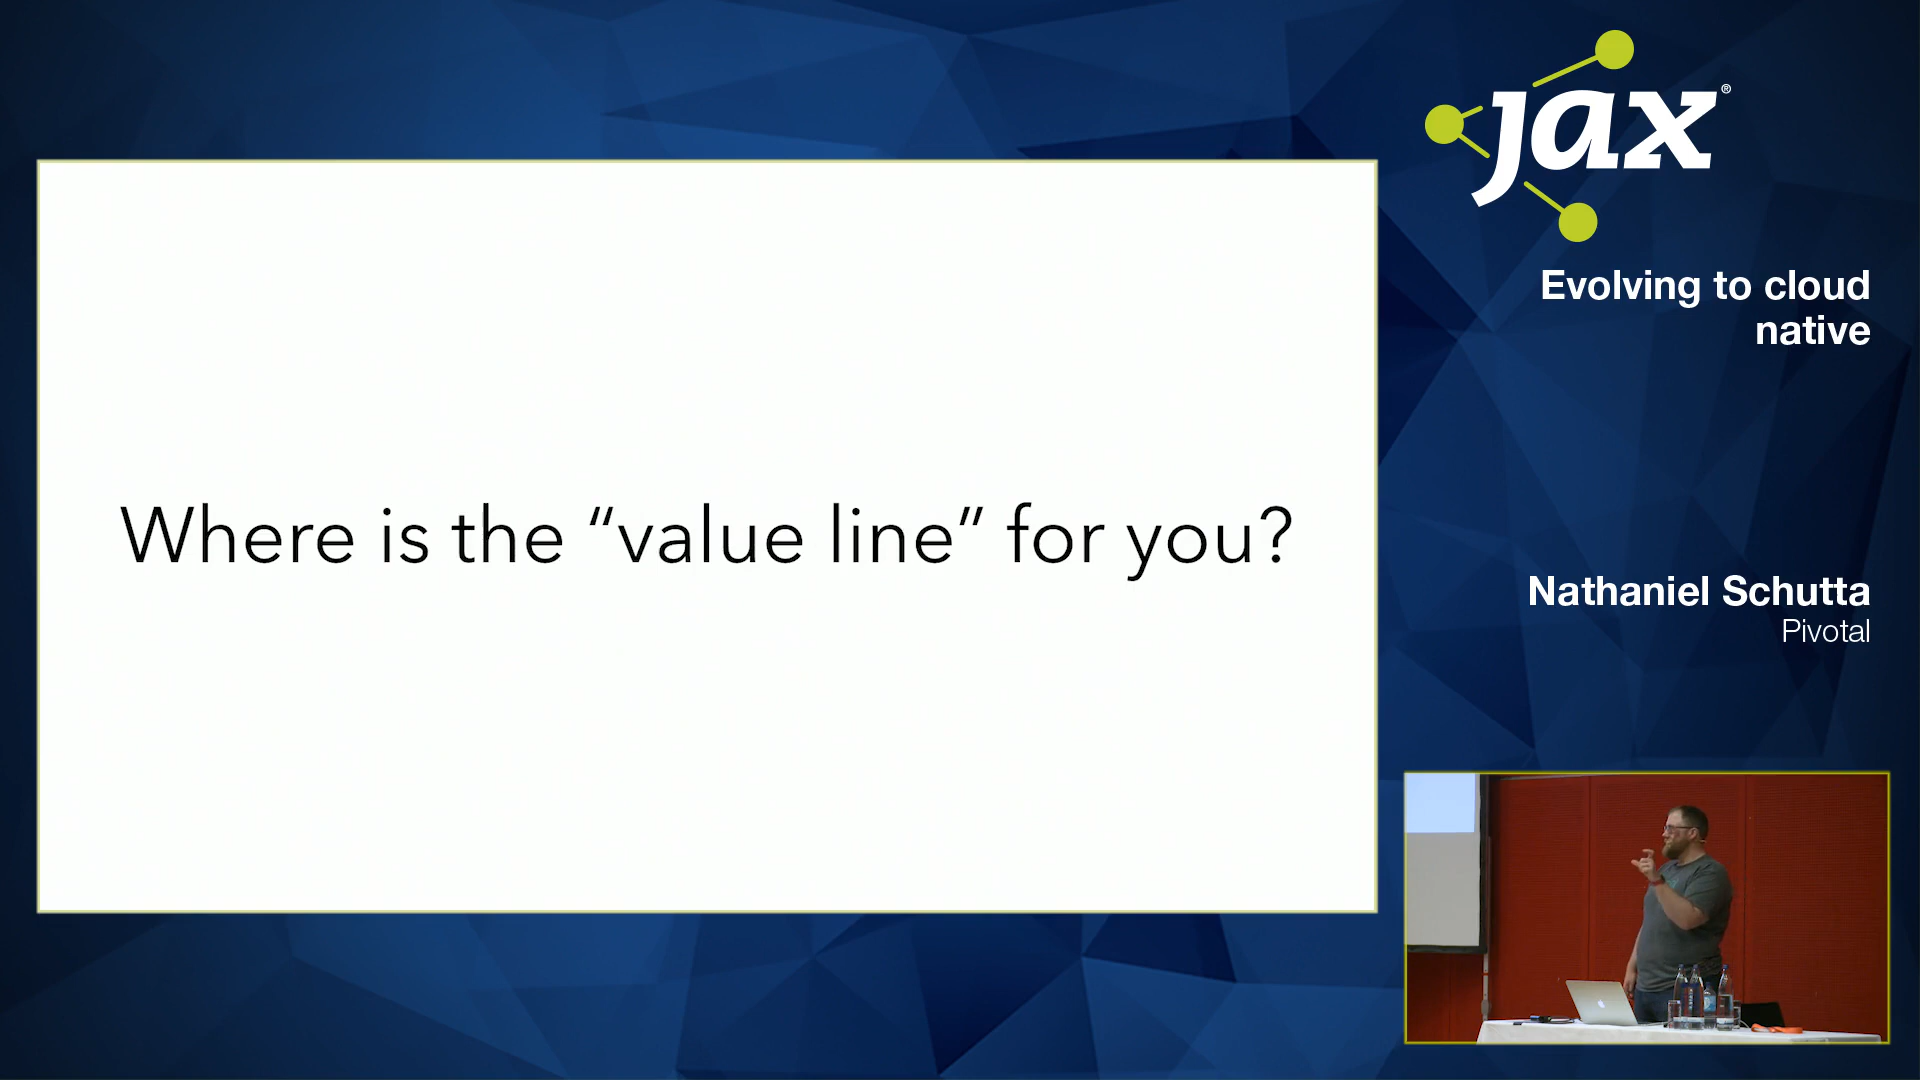 jax®
Evolving to cloud
native
Where is the “value line” for you?
Nathaniel Schutta
Pivotal